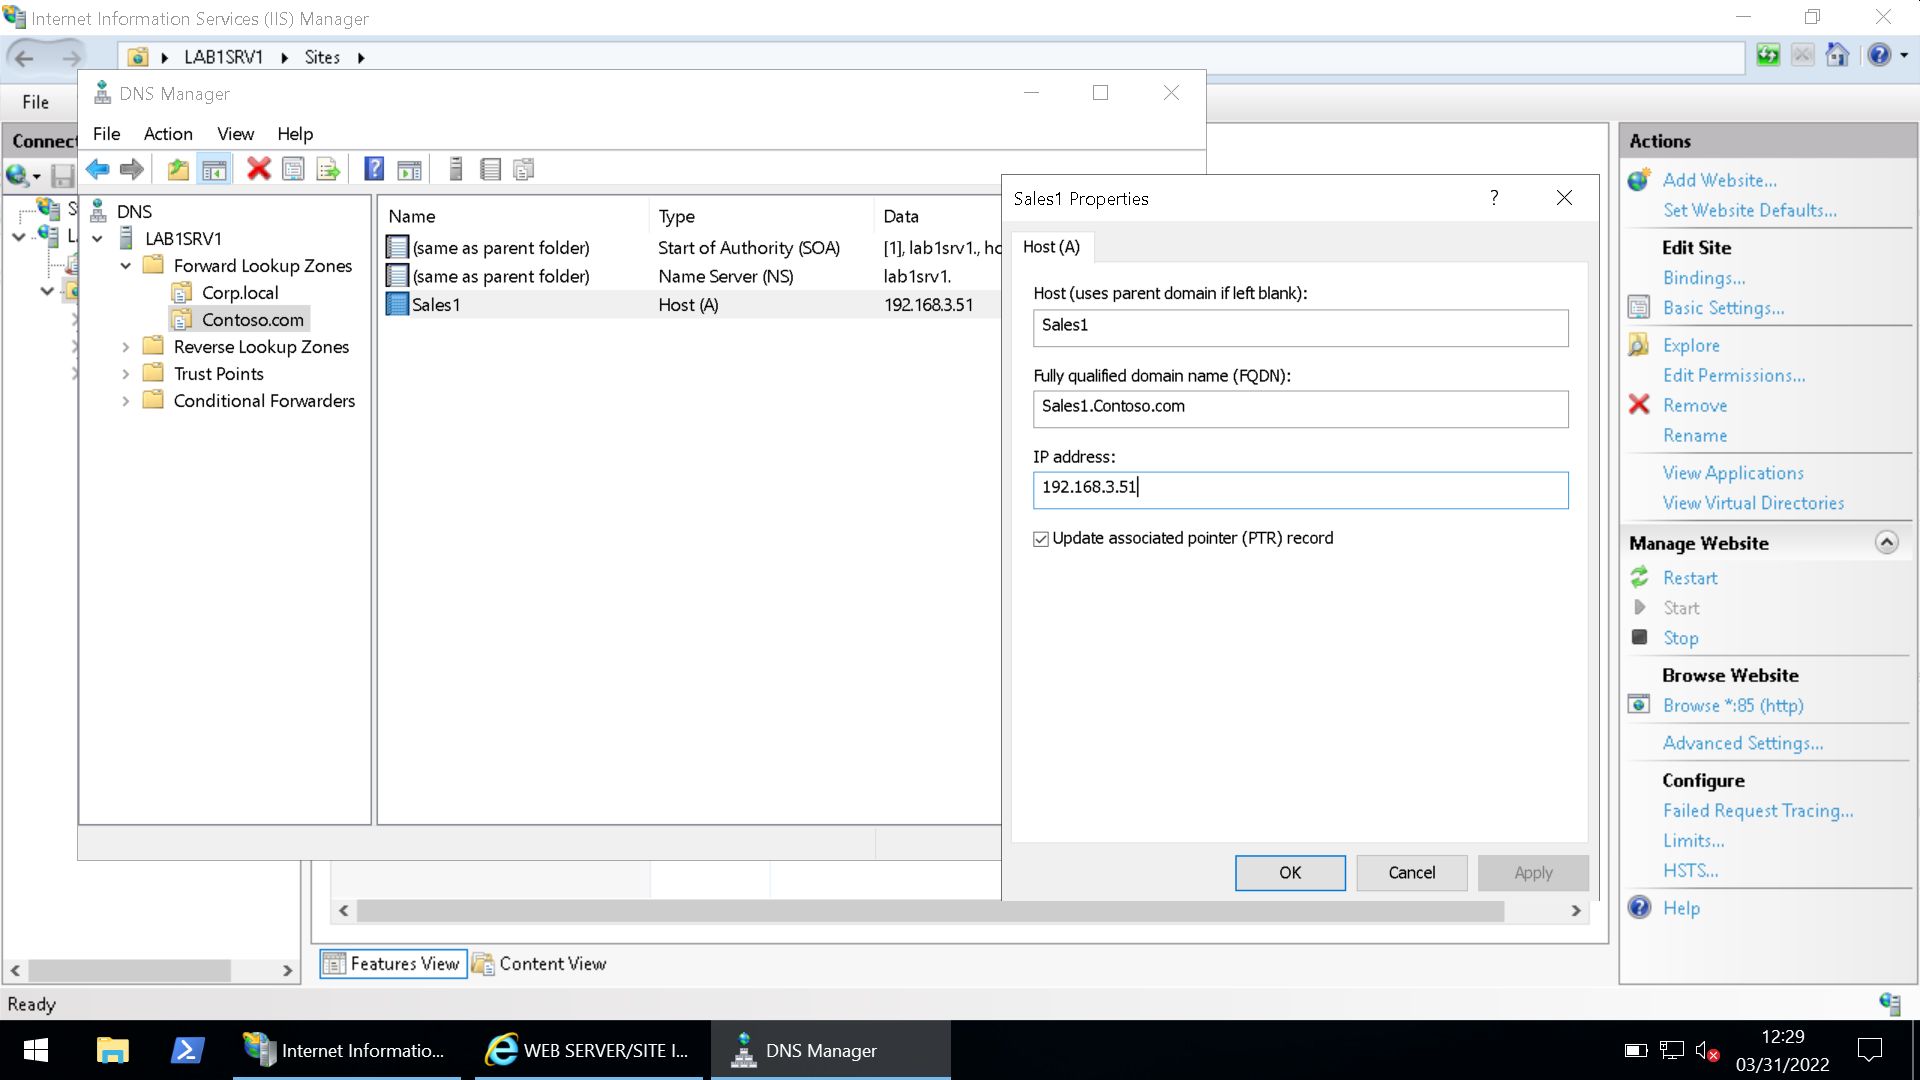 Internet Information Services (IIS) Manager
LAB1SRV1 Sites
File
Connect
DNS Manager
File Action View Help
DNS
LAB1SRV1
Forward Lookup Zones
Corp.local
Contoso.com
Reverse Lookup Zones
Trust Points
Conditional Forwarders
Name Type Data
(same as parent folder) Start of Authority (SOA) [1], lab1srv1., ho
(same as parent folder) Name Server (NS) lab1srv1.
Sales1 Host (A) 192.168.3.51
Sales1 Properties
Host (A)
Host (uses parent domain if left blank):
Sales1
Fully qualified domain name (FQDN):
Sales1.Contoso.com
IP address:
192.168.3.51
Update associated pointer (PTR) record
OK Cancel Apply
Actions
Add Website...
Set Website Defaults...
Edit Site
Bindings...
Basic Settings...
Explore
Edit Permissions...
Remove
Rename
View Applications
View Virtual Directories
Manage Website
Restart
Start
Stop
Browse Website
Browse *:85 (http)
Advanced Settings...
Configure
Failed Request Tracing...
Limits...
HSTS...
Help
Features View Content View
Ready
Internet Informatio... WEB SERVER/SITE I... DNS Manager
12:29
03/31/2022